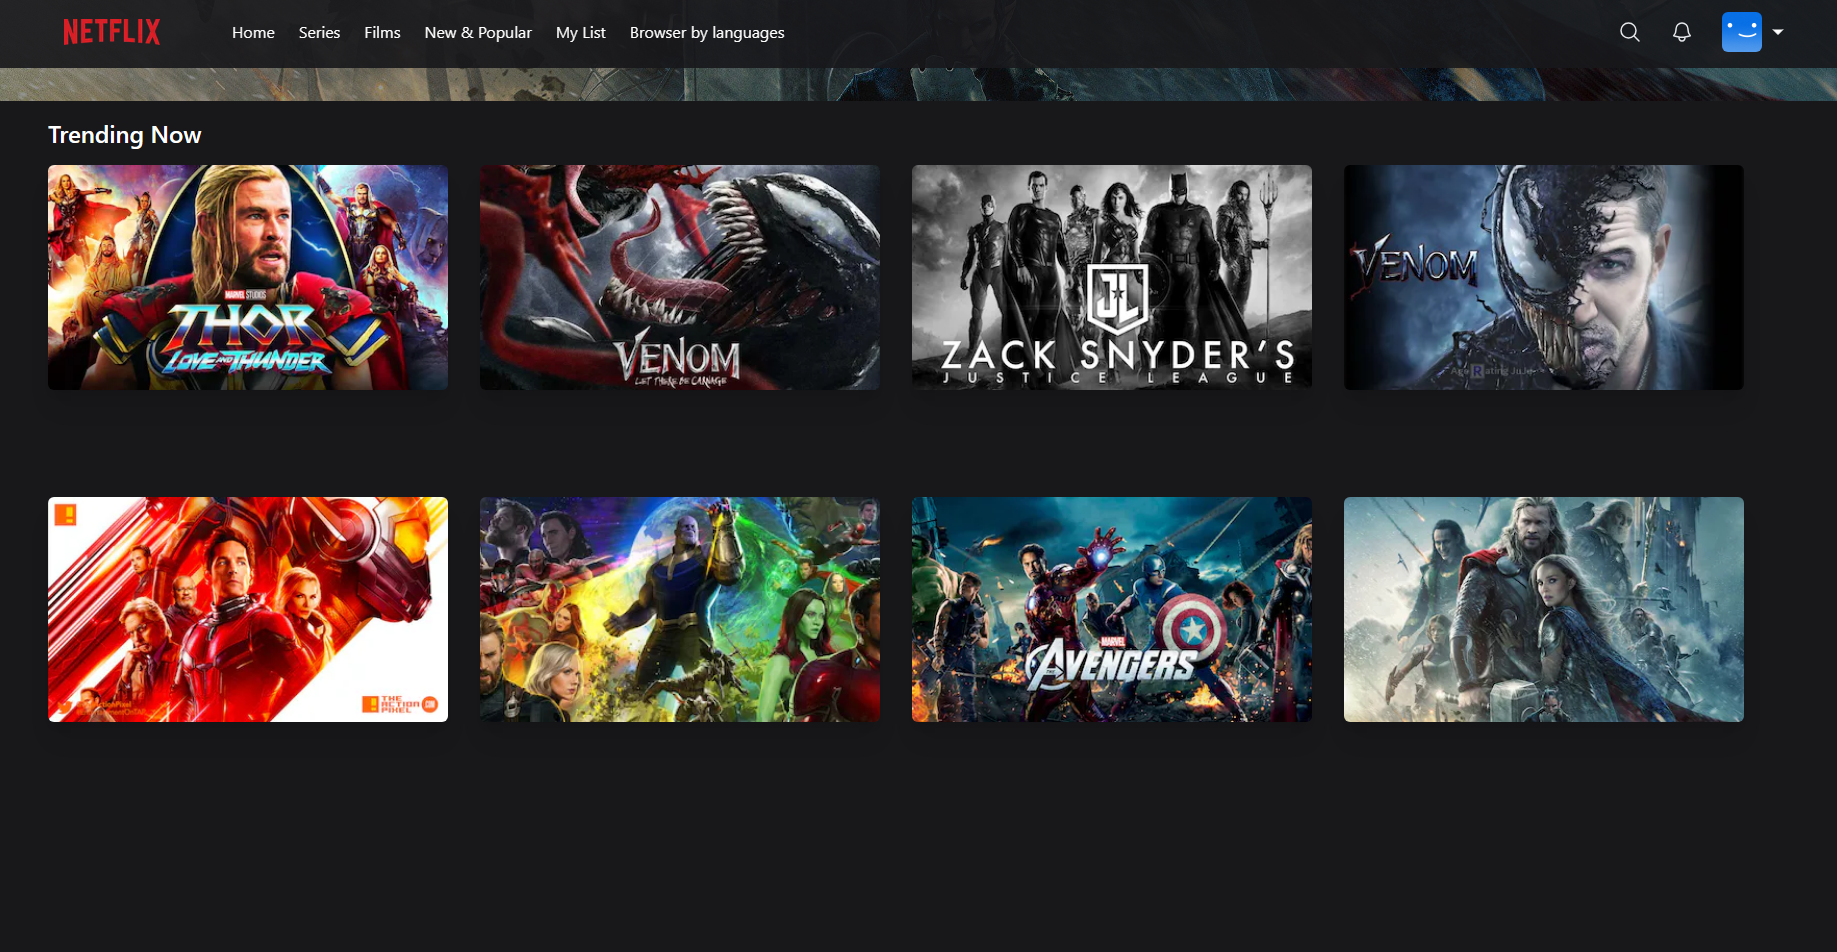 NETFLIX
Home
Series
Films
New & Popular
My List
Browser by languages
Trending Now
MARVEL STUDIOS
THOR
LOVE AND THUNDER
VENOM
LET THERE BE CARNAGE
JL
ZACK SNYDER'S
JUSTICE LEAGUE
VENOM
R
THE
ACTION
PIXEL
.COM
MARVEL
AVENGERS